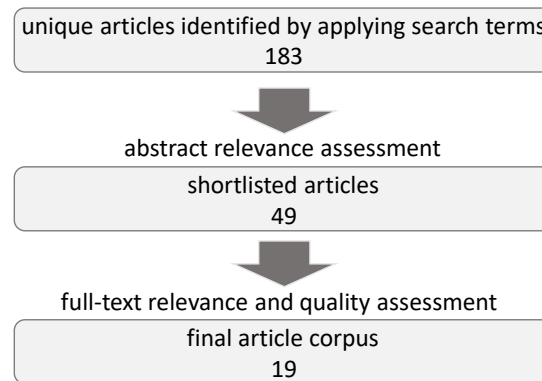 unique articles identified by applying search terms
183
abstract relevance assessment
shortlisted articles
49
full-text relevance and quality assessment
final article corpus
19